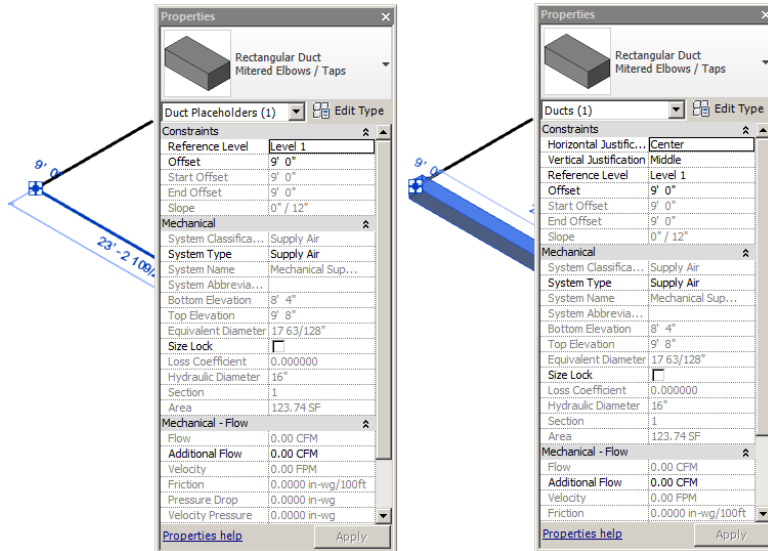 Properties
Rectangular Duct
Mitered Elbows / Taps
Duct Placeholders (1)
Edit Type
Constraints
Reference Level Level 1
Offset 9' 0"
Start Offset 9' 0"
End Offset 9' 0"
Slope 0" / 12"
Mechanical
System Classifica... Supply Air
System Type Supply Air
System Name Mechanical Sup...
System Abbrevia...
Bottom Elevation 8' 4"
Top Elevation 9' 8"
Equivalent Diameter 17 63/128"
Size Lock
Loss Coefficient 0.000000
Hydraulic Diameter 16"
Section 1
Area 123.74 SF
Mechanical - Flow
Flow 0.00 CFM
Additional Flow 0.00 CFM
Velocity 0.00 FPM
Friction 0.0000 in-wg/100ft
Pressure Drop 0.0000 in-wg
Velocity Pressure 0.0000 in-wg
Properties help
Apply
9' 0
23' -2 109/
Properties
Rectangular Duct
Mitered Elbows / Taps
Ducts (1)
Edit Type
Constraints
Horizontal Justific... Center
Vertical Justification Middle
Reference Level Level 1
Offset 9' 0"
Start Offset 9' 0"
End Offset 9' 0"
Slope 0" / 12"
Mechanical
System Classifica... Supply Air
System Type Supply Air
System Name Mechanical Sup...
System Abbrevia...
Bottom Elevation 8' 4"
Top Elevation 9' 8"
Equivalent Diameter 17 63/128"
Size Lock
Loss Coefficient 0.000000
Hydraulic Diameter 16"
Section 1
Area 123.74 SF
Mechanical - Flow
Flow 0.00 CFM
Additional Flow 0.00 CFM
Velocity 0.00 FPM
Friction 0.0000 in-wg/100ft
Properties help
Apply
9' 0